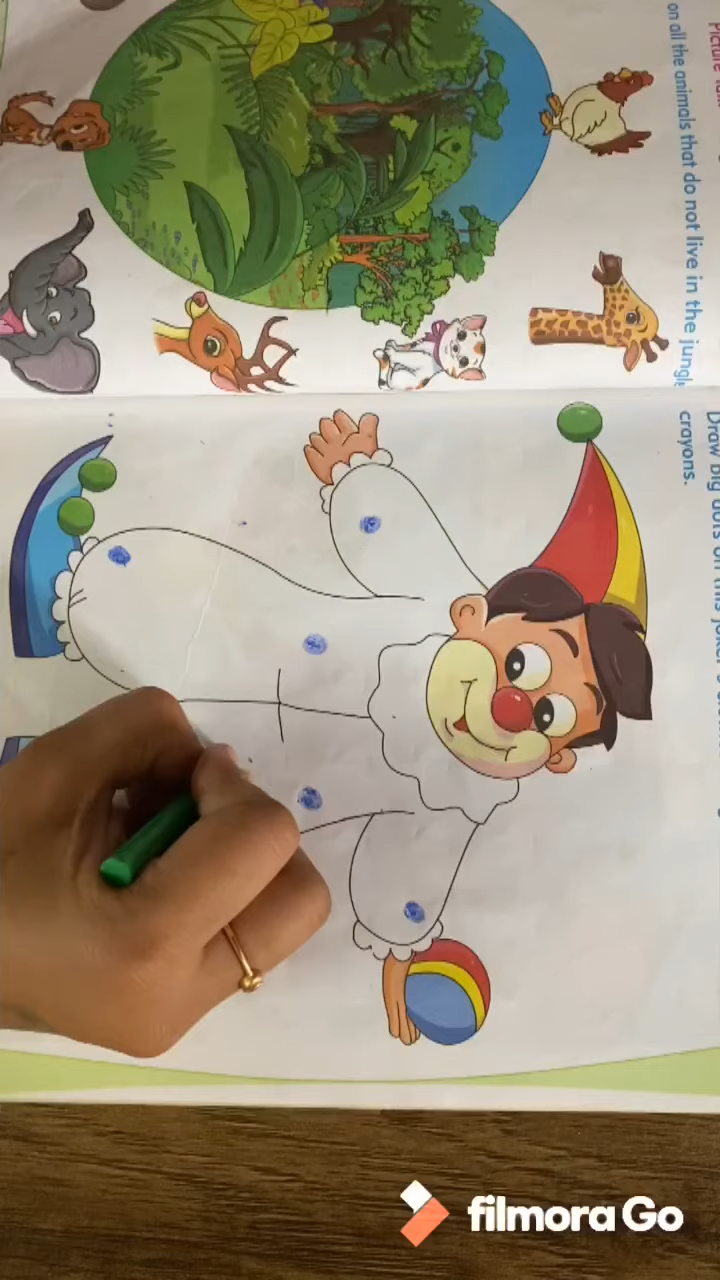 on all the animals that do not live in the jungle
Draw big dots on this
crayons.
filmora Go